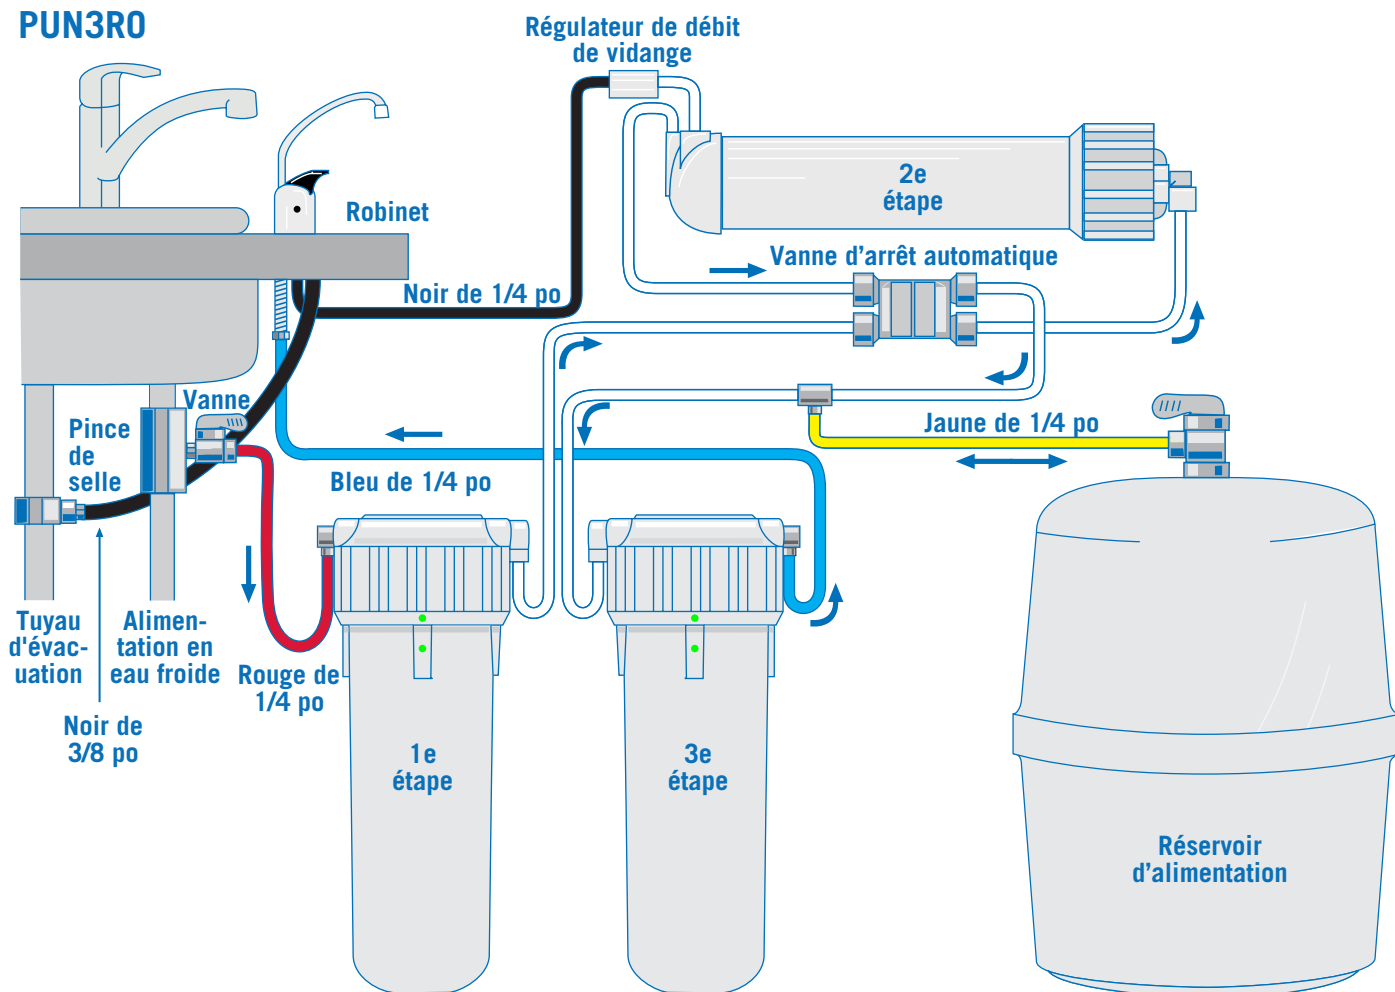 PUN3RO
Régulateur de débit
de vidange
2e
étape
Robinet
Vanne d'arrêt automatique
Noir de 1/4 po
Vanne
Pince
de
selle
Jaune de 1/4 po
Bleu de 1/4 po
Tuyau
d'évac-
uation
Alimen-
tation en
eau froide
Rouge de
1/4 po
Noir de
3/8 po
1e
étape
3e
étape
Réservoir
d'alimentation